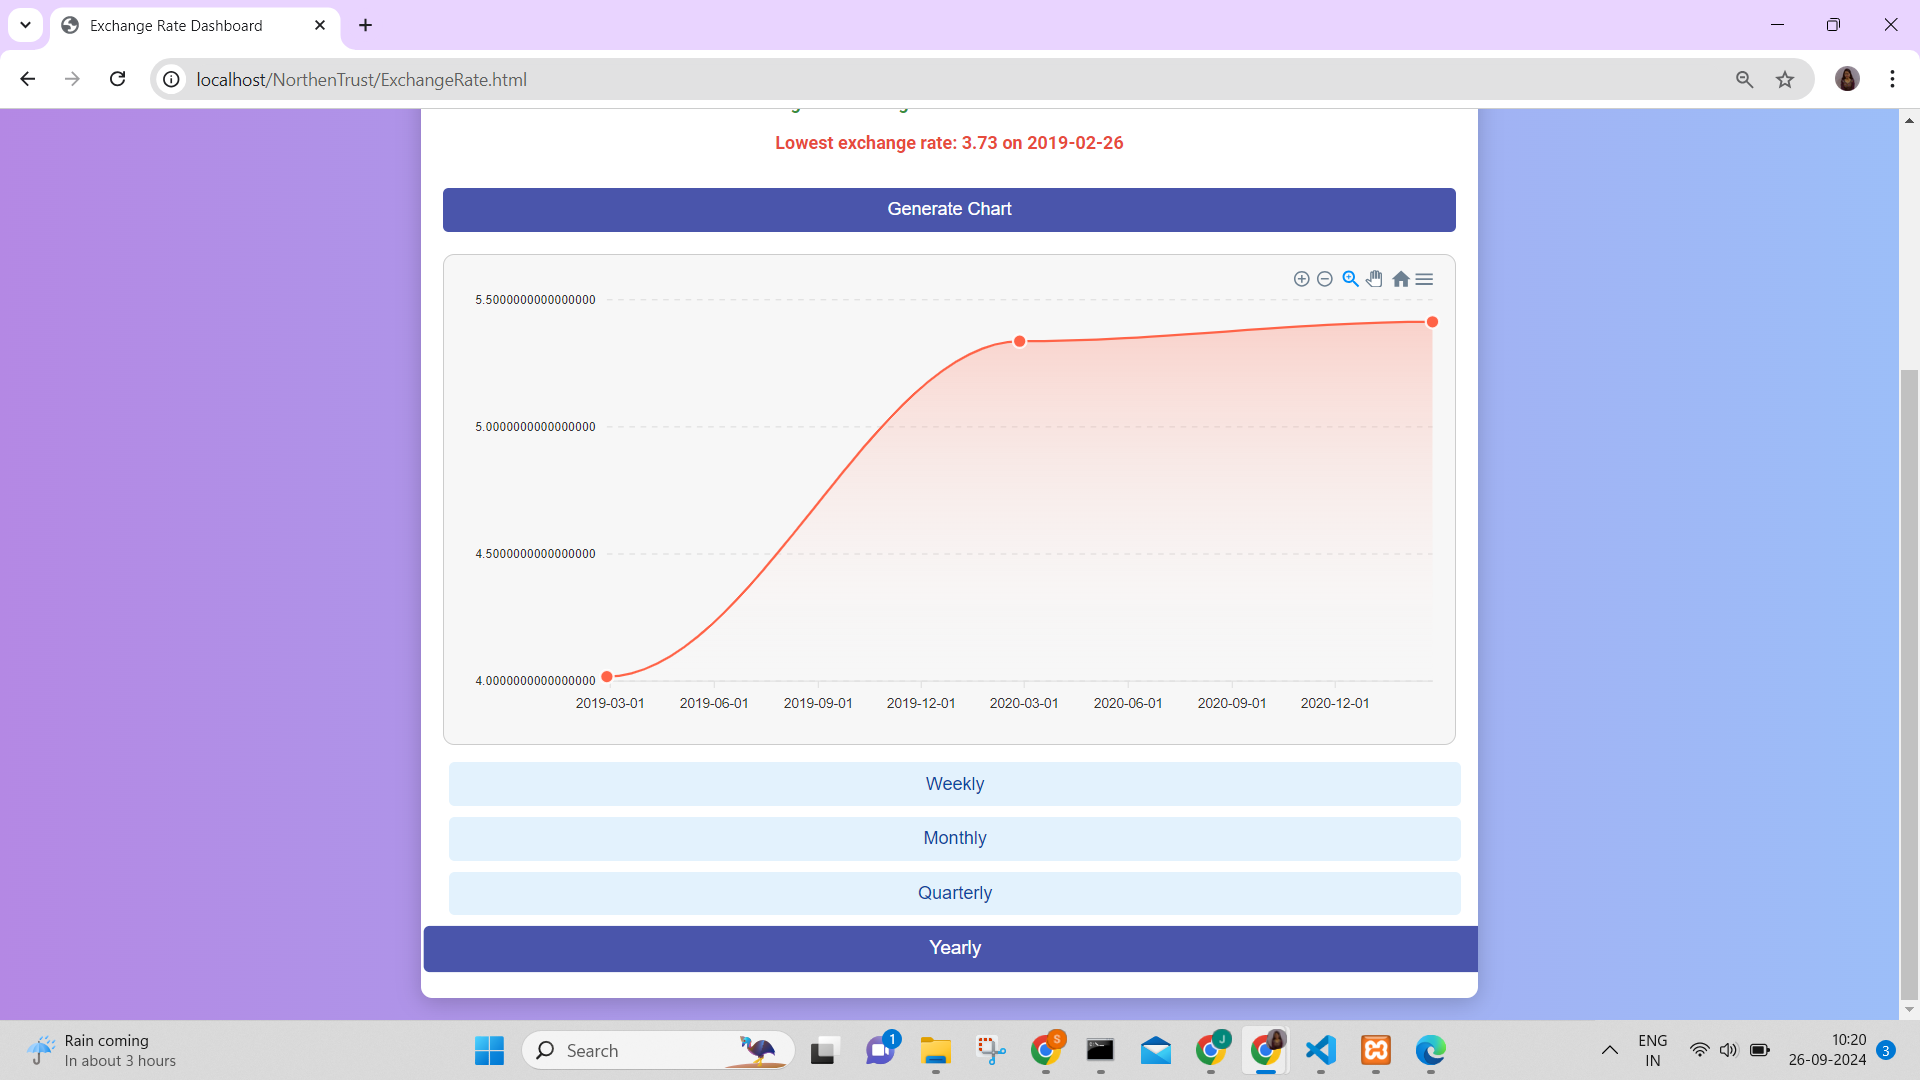 Exchange Rate Dashboard
localhost/NorthenTrust/ExchangeRate.html
Lowest exchange rate: 3.73 on 2019-02-26
Generate Chart
5.5000000000000000
5.0000000000000000
4.5000000000000000
4.0000000000000000
2019-03-01 2019-06-01 2019-09-01 2019-12-01 2020-03-01 2020-06-01 2020-09-01 2020-12-01
Weekly
Monthly
Quarterly
Yearly
Rain coming
In about 3 hours
Search
1
S
J
ENG
IN
10:20
26-09-2024
3